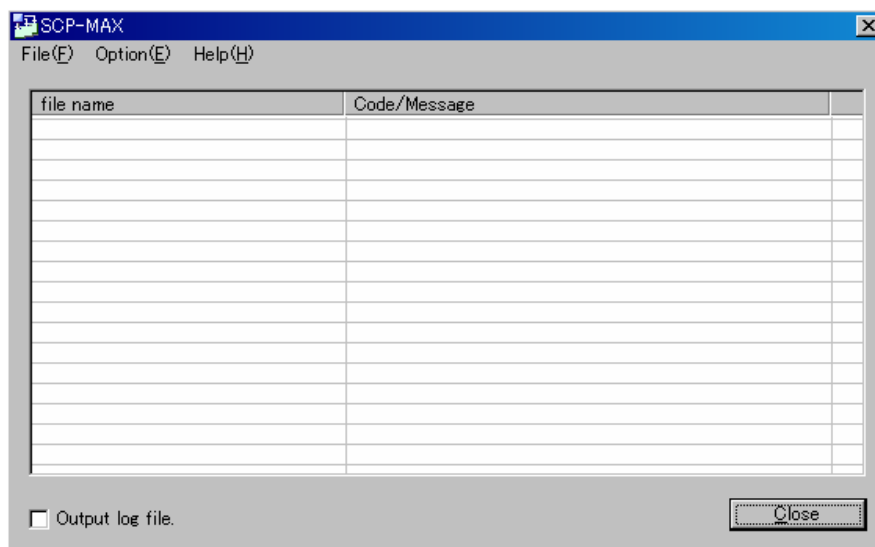 SCP-MAX
File(F) Option(E) Help(H)
file name Code/Message
Output log file.
Close